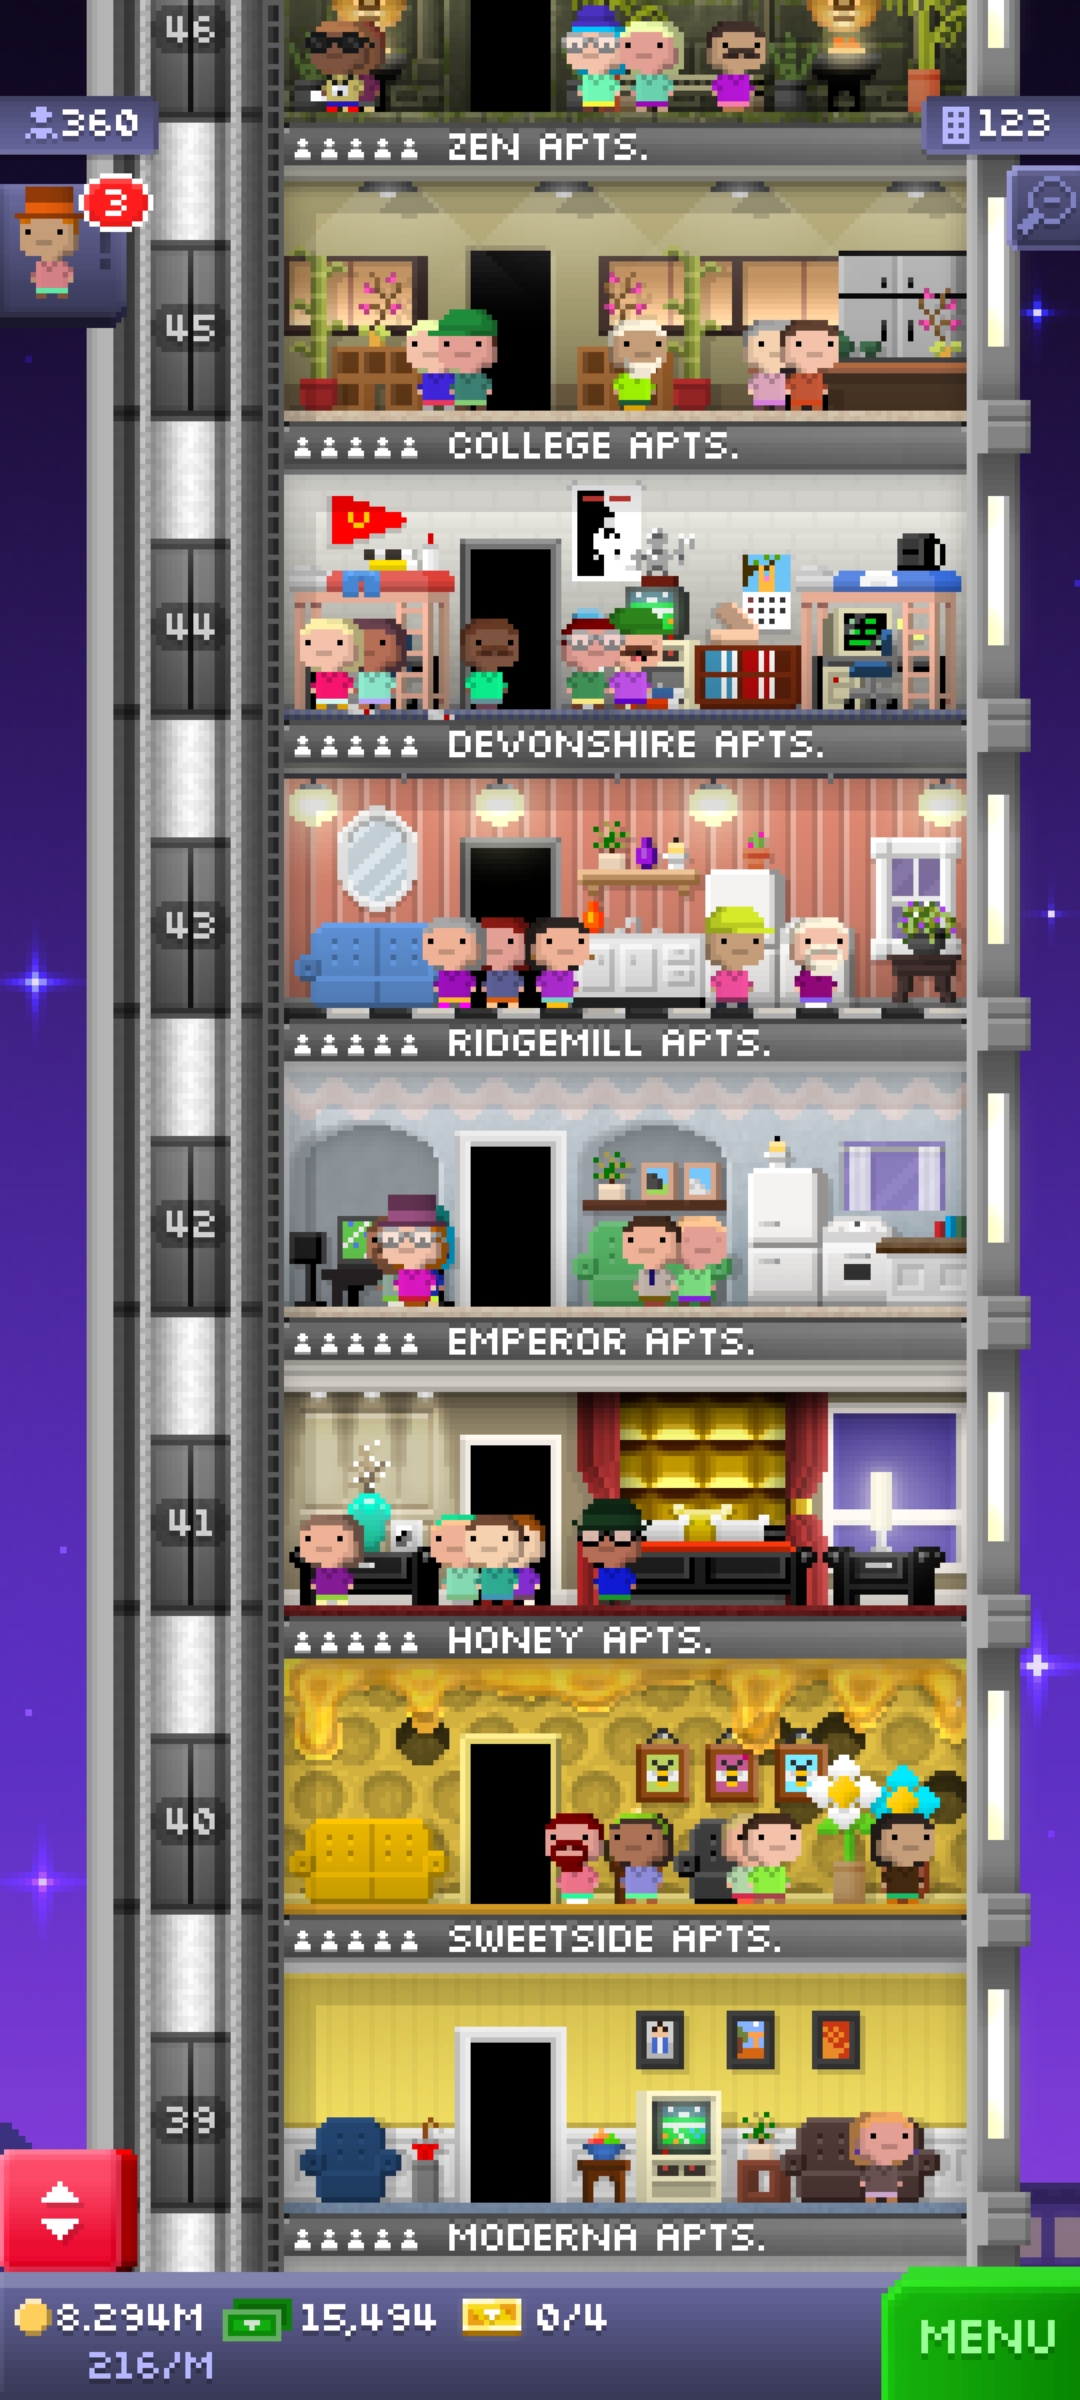 46
360
123
ZEN APTS.
3
45
COLLEGE APTS.
44
DEVONSHIRE APTS.
43
RIDGEMILL APTS.
42
EMPEROR APTS.
41
HONEY APTS.
40
SWEETSIDE APTS.
39
MODERNA APTS.
8.294M 15,494 0/4
216/M
MENU